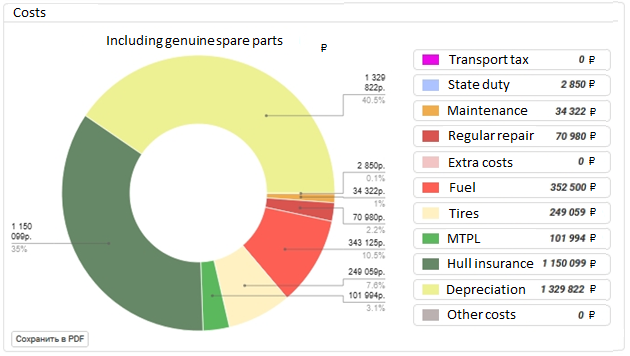 Costs
Including genuine spare parts
₽
1 329
822р.
40.5%
2 850р.
0.1%
34 322р.
1%
70 980р.
2.2%
343 125р.
10.5%
249 059р.
7.6%
101 994р.
3.1%
1 150
099р.
35%
Transport tax 0 ₽
State duty 2 850 ₽
Maintenance 34 322 ₽
Regular repair 70 980 ₽
Extra costs 0 ₽
Fuel 352 500 ₽
Tires 249 059 ₽
MTPL 101 994 ₽
Hull insurance 1 150 099 ₽
Depreciation 1 329 822 ₽
Other costs 0 ₽
Сохранить в PDF